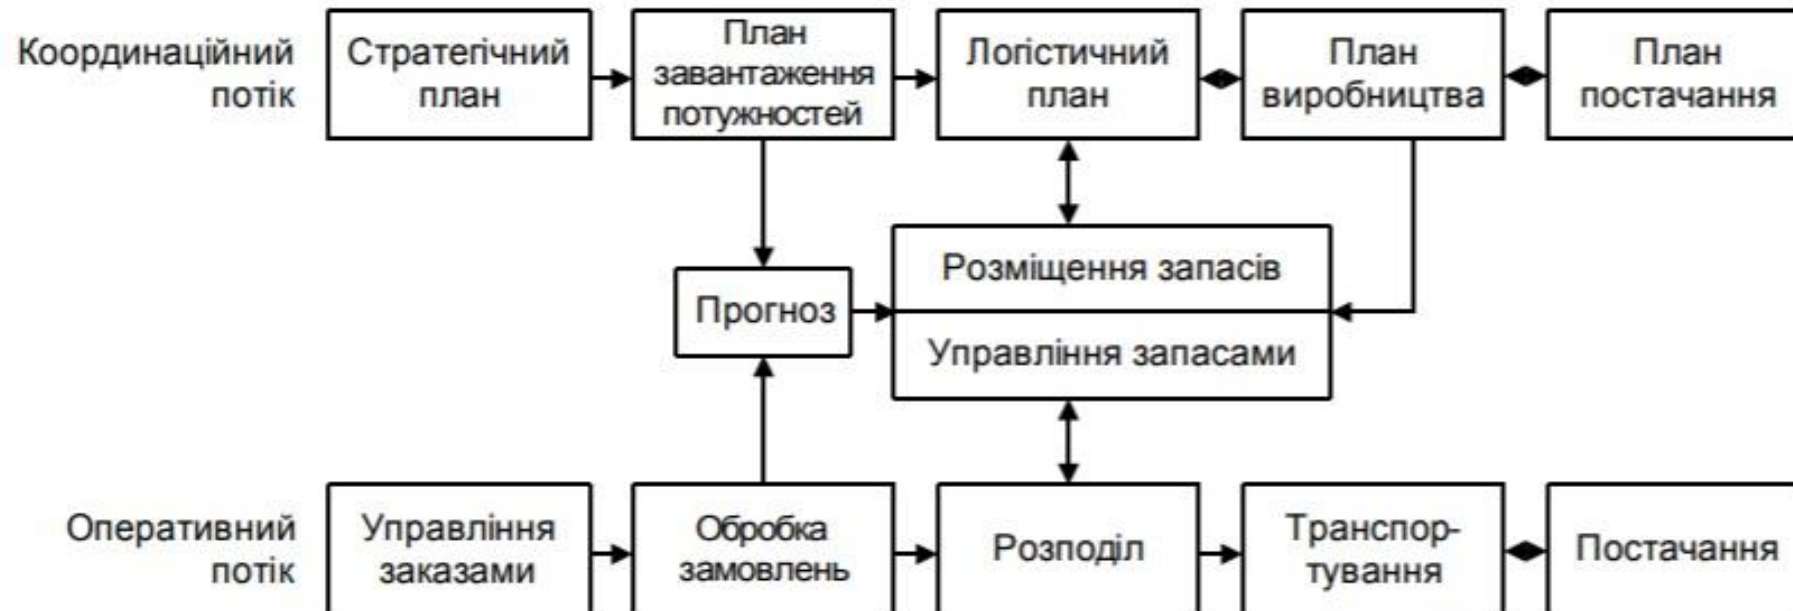 Координаційний
потік
Стратегічний
план
План
завантаження
потужностей
Логістичний
план
План
виробництва
План
постачання
Прогноз
Розміщення запасів
Управління запасами
Оперативний
потік
Управління
заказами
Обробка
замовлень
Розподіл
Транспор-
тування
Постачання